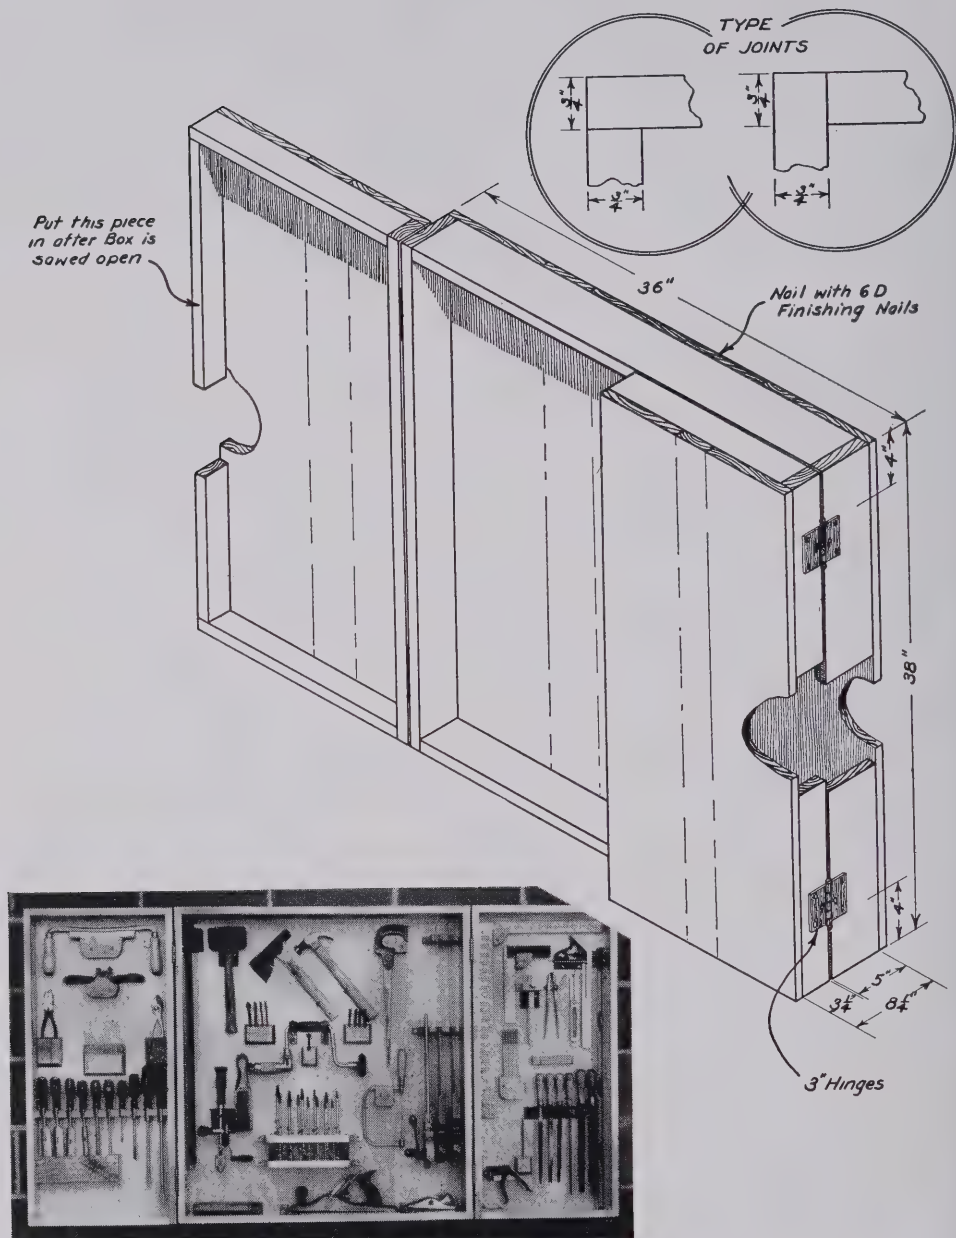 TYPE
OF JOINTS
3/4"
3/4"
3/4"
3/4"
Put this piece
in after Box is
sawed open
36"
Nail with 6D
Finishing Nails
4"
38"
4"
5"
3 1/4"
8 1/4"
3" Hinges